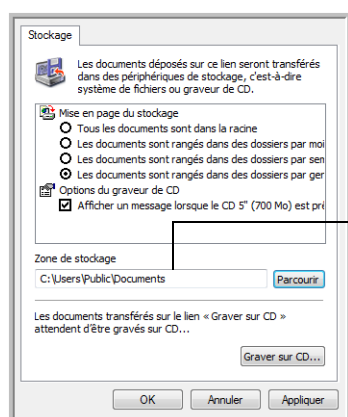 Stockage
Les documents déposés sur ce lien seront transférés
dans des périphériques de stockage, c'est-à-dire
système de fichiers ou graveur de CD.
Mise en page du stockage
Tous les documents sont dans la racine
Les documents sont rangés dans des dossiers par moi
Les documents sont rangés dans des dossiers par sem
Les documents sont rangés dans des dossiers par ger
Options du graveur de CD
Afficher un message lorsque le CD 5" (700 Mo) est pré
Zone de stockage
C:\Users\Public\Documents
Parcourir
Les documents transférés sur le lien « Graver sur CD »
attendent d'être gravés sur CD...
Graver sur CD...
OK Annuler Appliquer